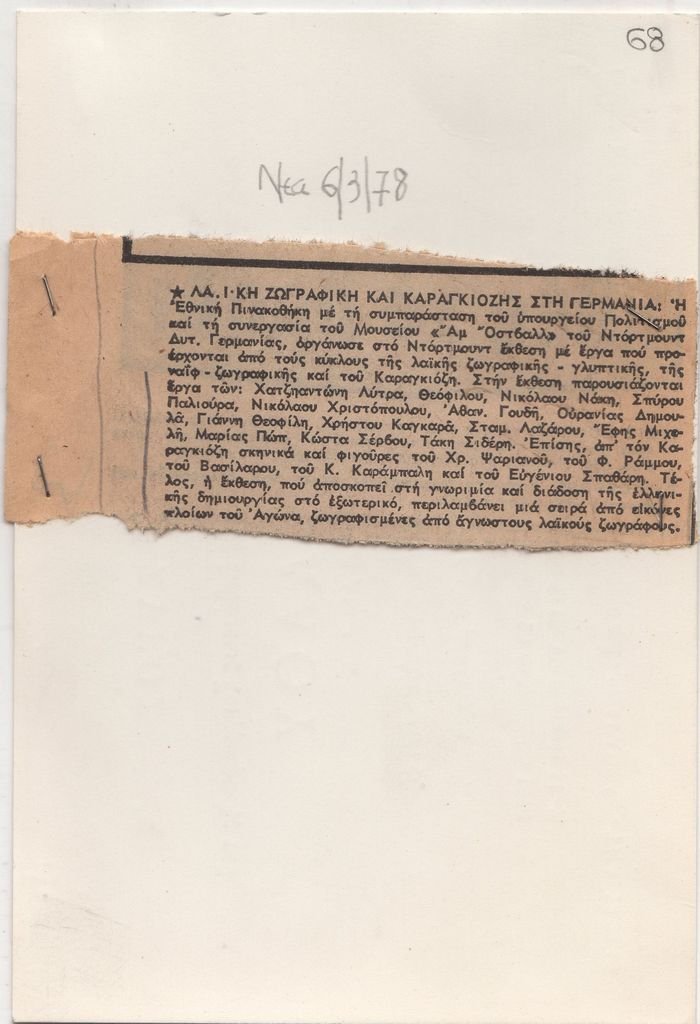 68
Νεα 6/3/78
★ ΛΑ.Ι·ΚΗ ΖΩΓΡΑΦΙΚΗ ΚΑΙ ΚΑΡΑΓΚΙΟΖΗΣ ΣΤΗ ΓΕΡΜΑΝΙΑ: Ἡ
Ἐθνική Πινακοθήκη μέ τή συμπαράσταση τοῦ ὑπουργείου Πολιτισμοῦ
καί τή συνεργασία τοῦ Μουσείου «Ἄμ Ὄστβαλλ» τοῦ Ντόρτμουντ
Δυτ. Γερμανίας, ὀργάνωσε στό Ντόρτμουντ ἔκθεση μέ ἔργα πού προ-
έρχονται ἀπό τούς κύκλους τῆς λαϊκῆς ζωγραφικῆς - γλυπτικῆς, τῆς
ναΐφ - ζωγραφικῆς καί τοῦ Καραγκιόζη. Στήν ἔκθεση παρουσιάζονται
ἔργα τῶν: Χατζηαντώνη Λύτρα, Θεόφιλου, Νικόλαου Νάκη, Σπύρου
Παλιούρα, Νικόλαου Χριστόπουλου, Ἀθαν. Γουδῆ, Οὐρανίας Δημου-
λᾶ, Γιάννη Θεοφίλη, Χρήστου Καγκαρᾶ, Σταμ. Λαζάρου, Ἔφης Μιχε-
λῆ, Μαρίας Πώπ, Κώστα Σέρβου, Τάκη Σιδέρη. Ἐπίσης, ἀπ' τόν Κα-
ραγκιόζη σκηνικά καί φιγοῦρες τοῦ Χρ. Ψαριανοῦ, τοῦ Φ. Ράμμου,
τοῦ Βασίλαρου, τοῦ Κ. Καράμπαλη καί τοῦ Εὐγένιου Σπαθάρη. Τέ-
λος, ἡ ἔκθεση, πού ἀποσκοπεῖ στή γνωριμία καί διάδοση τῆς ἑλληνι-
κῆς δημιουργίας στό ἐξωτερικό, περιλαμβάνει μιά σειρά ἀπό εἰκόνες
πλοίων τοῦ Ἀγώνα, ζωγραφισμένες ἀπό ἄγνωστους λαϊκούς ζωγράφους.